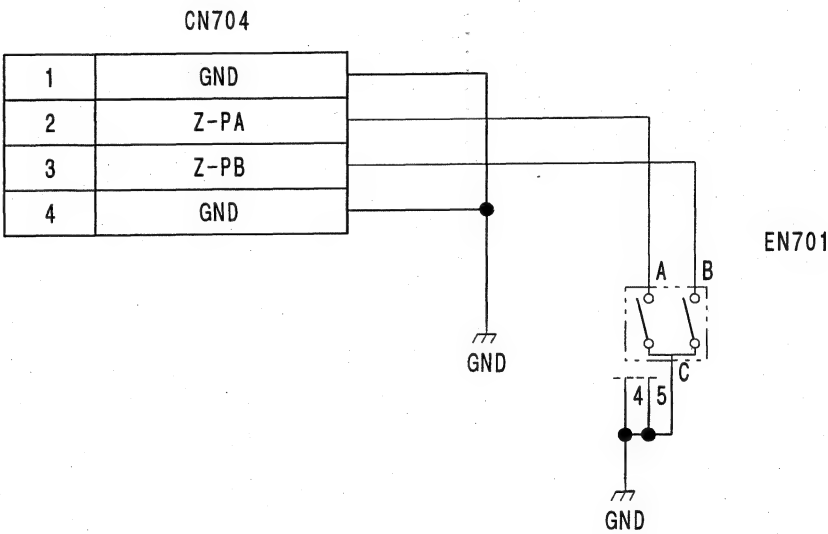 CN704
1 GND
2 Z-PA
3 Z-PB
4 GND
EN701
A B
GND
C
4 5
GND